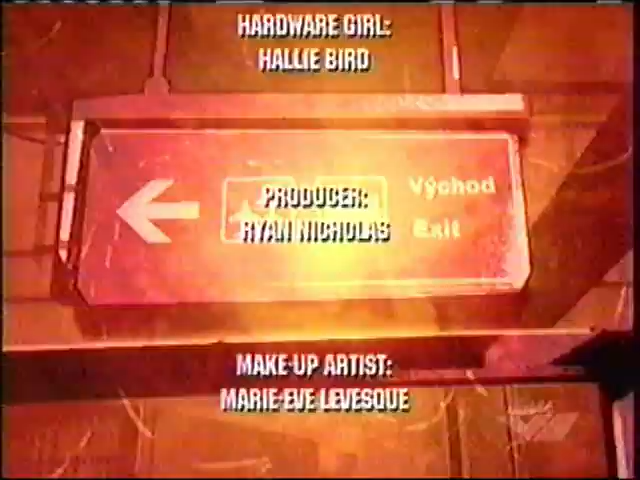 HARDWARE GIRL:
HALLIE BIRD
PRODUCER:
RYAN NICHOLAS
Východ
Exit
MAKE-UP ARTIST:
MARIE-EVE LEVESQUE